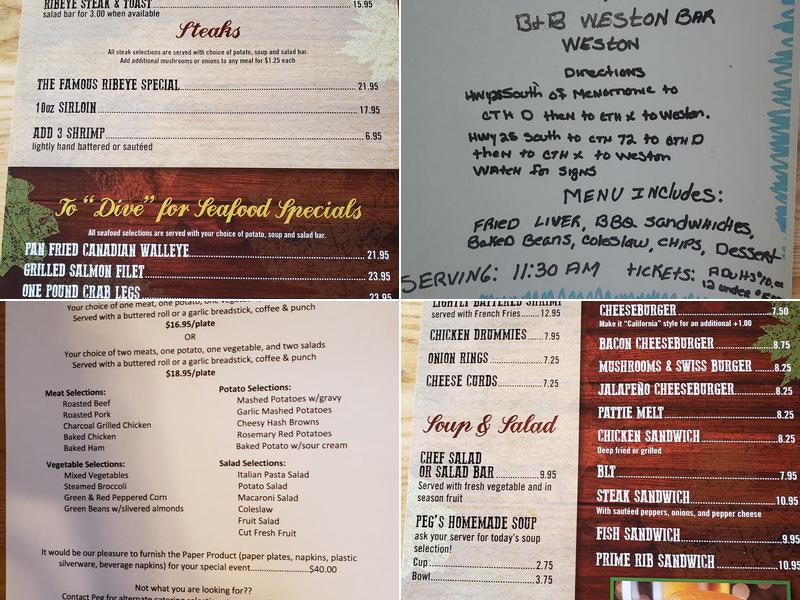 RIBEYE STEAK & TOAST 15.95
salad bar for 3.00 when available
Steaks
All steak selections are served with choice of potato, soup and salad bar.
Add additional mushrooms or onions to any meal for $1.25 each
THE FAMOUS RIBEYE SPECIAL 21.95
10oz SIRLOIN 17.95
ADD 3 SHRIMP 6.95
lightly hand battered or sautéed
To "Dive" for Seafood Specials
All seafood selections are served with your choice of potato, soup and salad bar.
PAN FRIED CANADIAN WALLEYE 21.95
GRILLED SALMON FILET 23.95
ONE POUND CRAB LEGS 23.95
B+B WESTON BAR
WESTON
Directions
Hwy 25 South of Menomonie to
CTH D then to CTH X to Weston.
Hwy 25 South to CTH 72 to CTH D
then to CTH X to Weston
Watch for Signs
MENU INcludes:
FRIED LIVER, BBQ Sandwhiches,
Baked Beans, Coleslaw, CHIPS, Dessert
SERVING: 11:30 AM TICKETS: Adults
12 under
Your choice of one meat, one potato, one vegetable
Served with a buttered roll or a garlic breadstick, coffee & punch
$16.95/plate
OR
Your choice of two meats, one potato, one vegetable, and two salads
Served with a buttered roll or a garlic breadstick, coffee & punch
$18.95/plate
Meat Selections:
Roasted Beef
Roasted Pork
Charcoal Grilled Chicken
Baked Chicken
Baked Ham
Potato Selections:
Mashed Potatoes w/gravy
Garlic Mashed Potatoes
Cheesy Hash Browns
Rosemary Red Potatoes
Baked Potato w/sour cream
Vegetable Selections:
Mixed Vegetables
Steamed Broccoli
Green & Red Peppered Corn
Green Beans w/slivered almonds
Salad Selections:
Italian Pasta Salad
Potato Salad
Macaroni Salad
Coleslaw
Fruit Salad
Cut Fresh Fruit
It would be our pleasure to furnish the Paper Product (paper plates, napkins, plastic
silverware, beverage napkins) for your special event $40.00
Not what you are looking for??
Contact Peg for alternate catering
LIGHTLY BATTERED SHRIMP
served with French Fries 12.95
CHICKEN DRUMMIES 7.95
ONION RINGS 7.25
CHEESE CURDS 7.25
Soup & Salad
CHEF SALAD
OR SALAD BAR 9.95
Served with fresh vegetable and in
season fruit
PEG'S HOMEMADE SOUP
ask your server for today's soup
selection!
Cup 2.75
Bowl 3.75
CHEESEBURGER 7.50
Make it "California" style for an additional +1.00
BACON CHEESEBURGER 8.75
MUSHROOMS & SWISS BURGER 8.25
JALAPEÑO CHEESEBURGER 8.25
PATTIE MELT 8.25
CHICKEN SANDWICH 8.25
Deep fried or grilled
BLT 7.95
STEAK SANDWICH 10.95
With sautéed peppers, onions, and pepper cheese
FISH SANDWICH 9.95
PRIME RIB SANDWICH 10.95